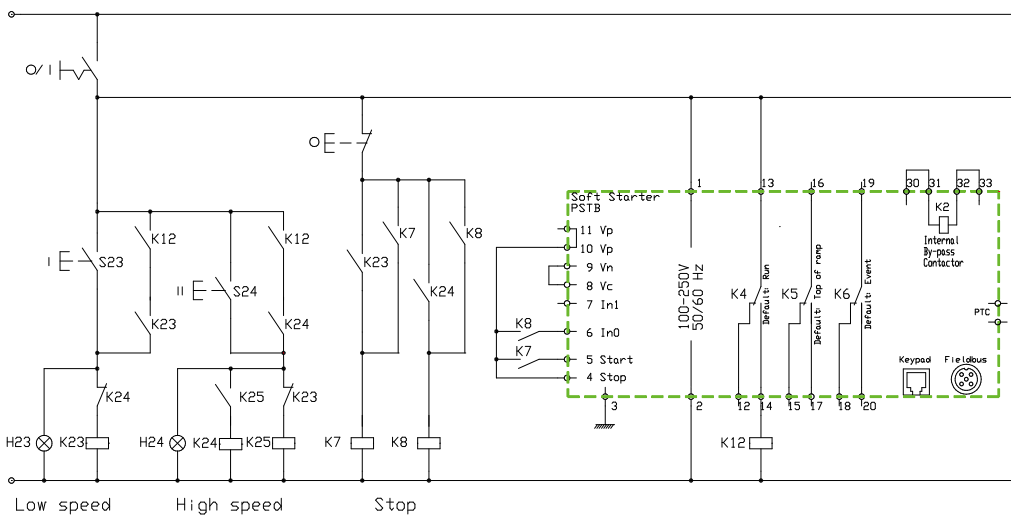 O/ I
O
1 13 16 19 30 31 32 33
Soft Starter
PSTB
K2
Internal
By-pass
Contactor
11 Vp
10 Vp
9 Vn
8 Vc
7 In1
6 In0
5 Start
4 Stop
3
K8
K7
100-250V
50/60 Hz
K4
Default: Run
K5
Default: Top of ramp
K6
Default: Event
PTC
Keypad Fieldbus
2 12 14 15 17 18 20
K12 K12
K7 K8
I S23
K23 K24
II S24
K23 K24
K24 K25 K23
H23 K23 H24 K24 K25 K7 K8 K12
Low speed High speed Stop